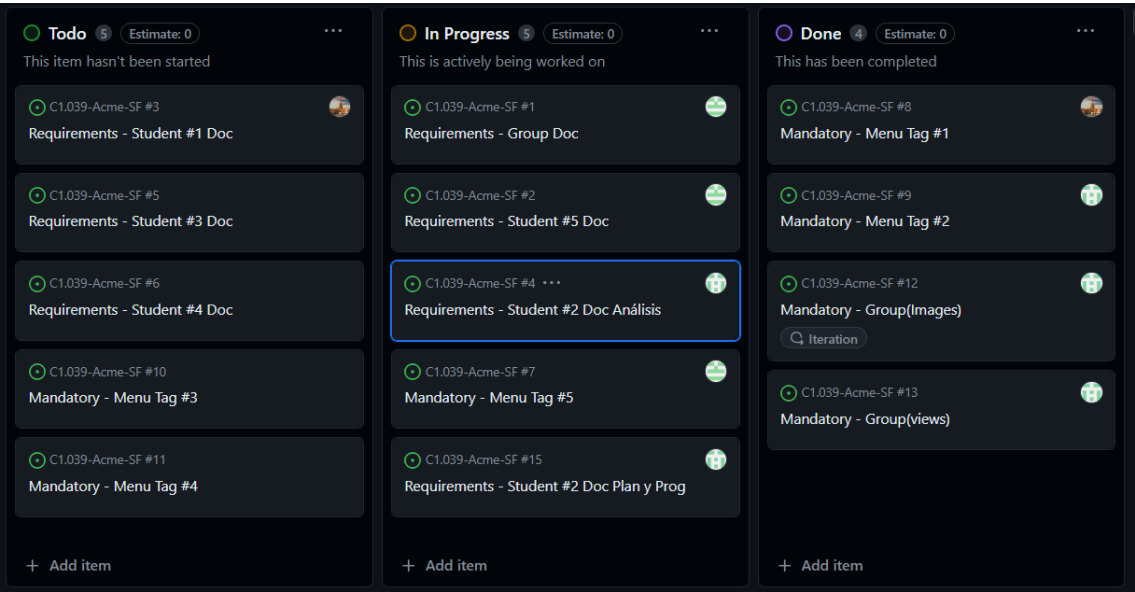 Todo 5 Estimate: 0 ...
This item hasn't been started
C1.039-Acme-SF #3
Requirements - Student #1 Doc
C1.039-Acme-SF #5
Requirements - Student #3 Doc
C1.039-Acme-SF #6
Requirements - Student #4 Doc
C1.039-Acme-SF #10
Mandatory - Menu Tag #3
C1.039-Acme-SF #11
Mandatory - Menu Tag #4
+ Add item
In Progress 5 Estimate: 0 ...
This is actively being worked on
C1.039-Acme-SF #1
Requirements - Group Doc
C1.039-Acme-SF #2
Requirements - Student #5 Doc
C1.039-Acme-SF #4 ...
Requirements - Student #2 Doc Análisis
C1.039-Acme-SF #7
Mandatory - Menu Tag #5
C1.039-Acme-SF #15
Requirements - Student #2 Doc Plan y Prog
+ Add item
Done 4 Estimate: 0 ...
This has been completed
C1.039-Acme-SF #8
Mandatory - Menu Tag #1
C1.039-Acme-SF #9
Mandatory - Menu Tag #2
C1.039-Acme-SF #12
Mandatory - Group(Images)
Iteration
C1.039-Acme-SF #13
Mandatory - Group(views)
+ Add item